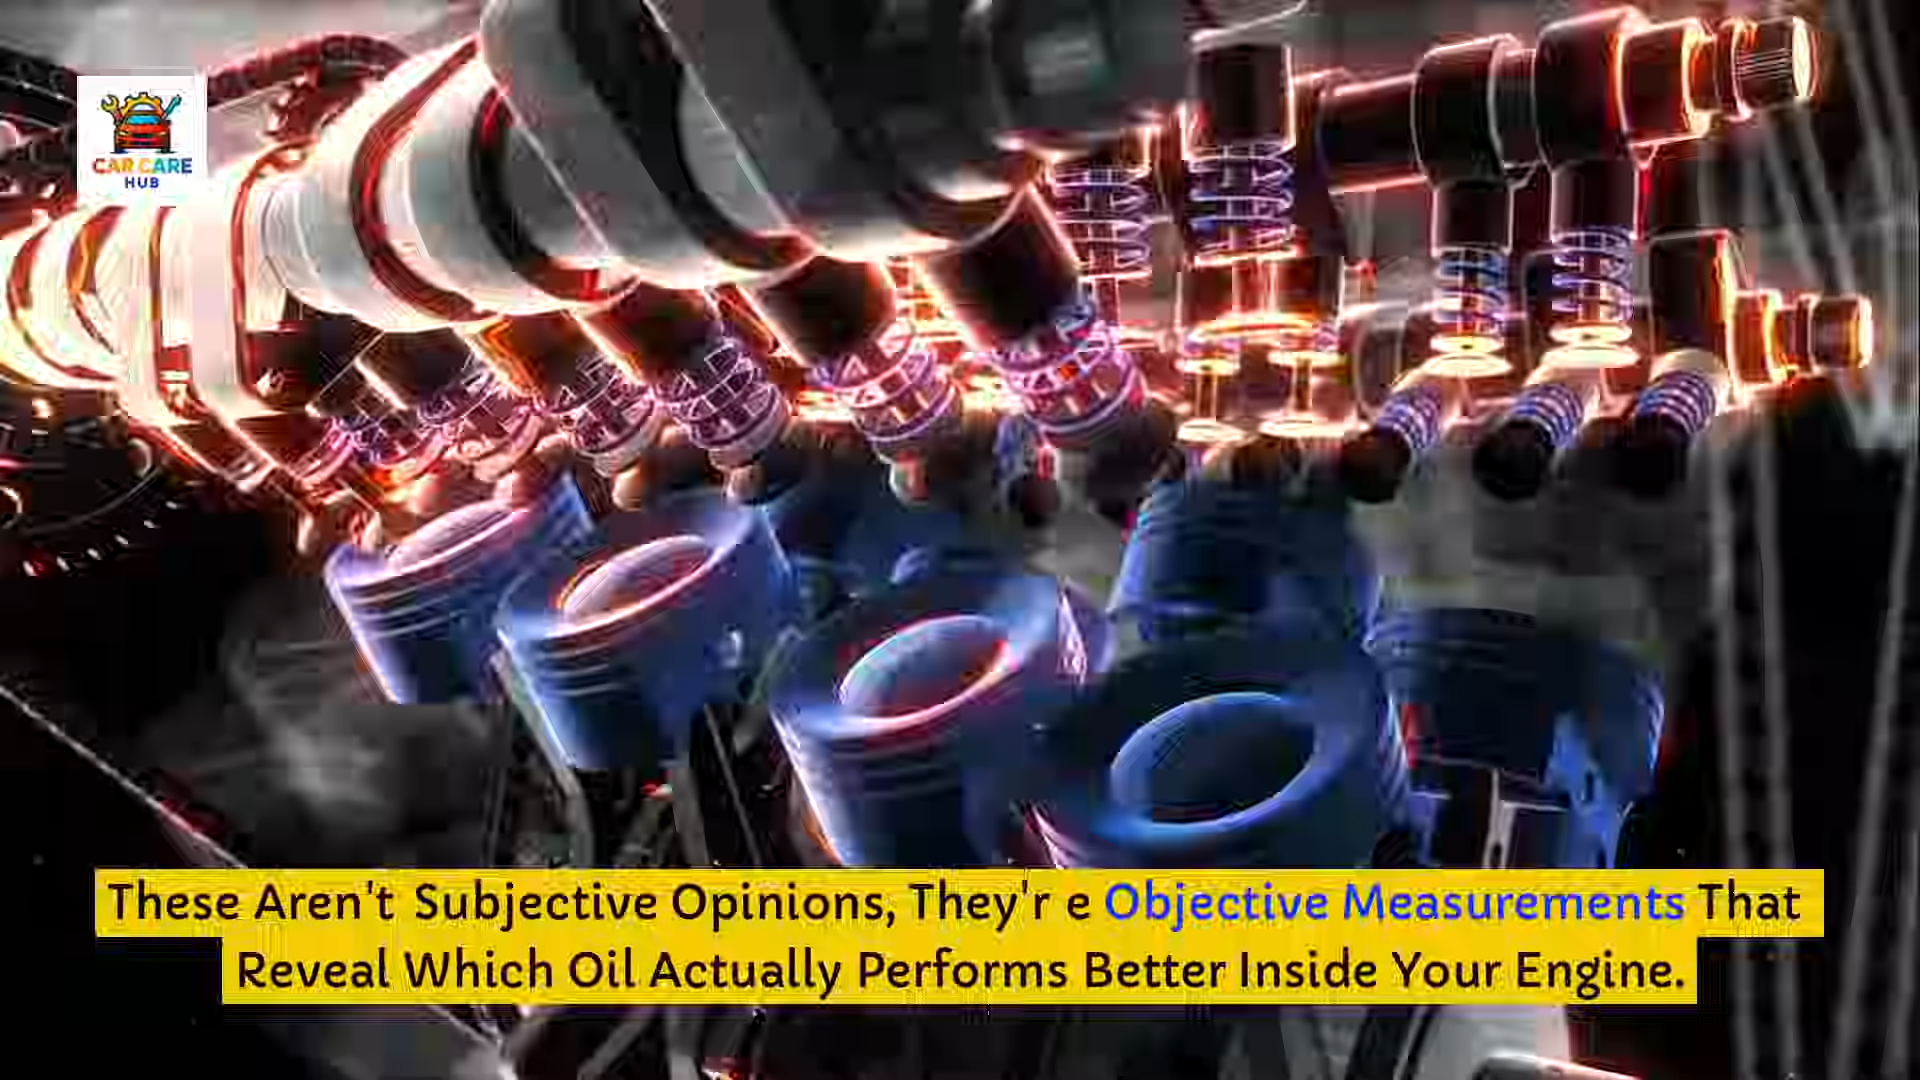 CAR CARE
HUB
These Aren't Subjective Opinions, They'r e Objective Measurements That
Reveal Which Oil Actually Performs Better Inside Your Engine.